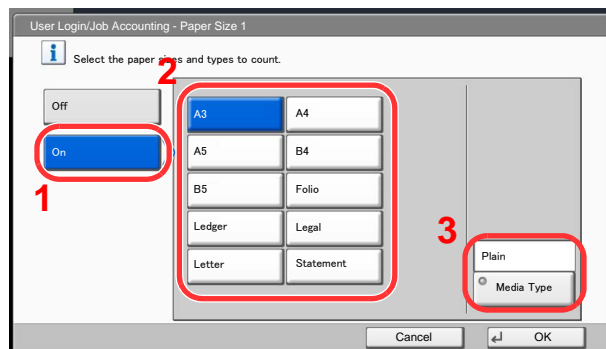 User Login/Job Accounting - Paper Size 1
i Select the paper sizes and types to count.
2
Off
A3 A4
On
A5 B4
1
B5 Folio
Ledger Legal
3
Letter Statement
Plain
Media Type
Cancel OK